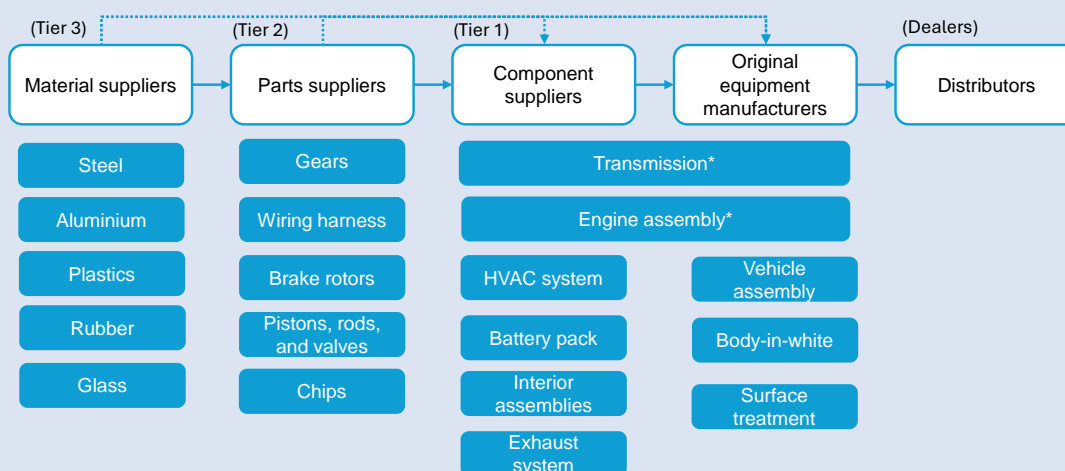 (Tier 3)
(Tier 2)
(Tier 1)
(Dealers)
Material suppliers
Parts suppliers
Component
suppliers
Original
equipment
manufacturers
Distributors
Steel
Aluminium
Plastics
Rubber
Glass
Gears
Wiring harness
Brake rotors
Pistons, rods,
and valves
Chips
Transmission*
Engine assembly*
HVAC system
Battery pack
Interior
assemblies
Exhaust
system
Vehicle
assembly
Body-in-white
Surface
treatment